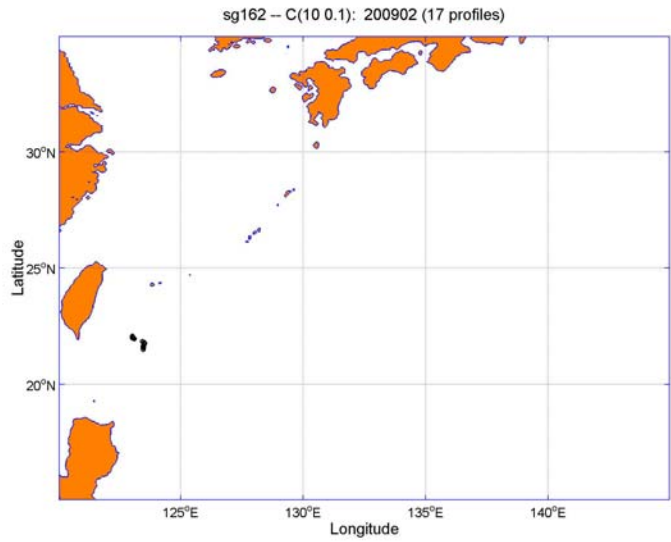 sg162 -- C(10 0.1): 200902 (17 profiles)
30°N
25°N
20°N
Latitude
125°E 130°E 135°E 140°E
Longitude